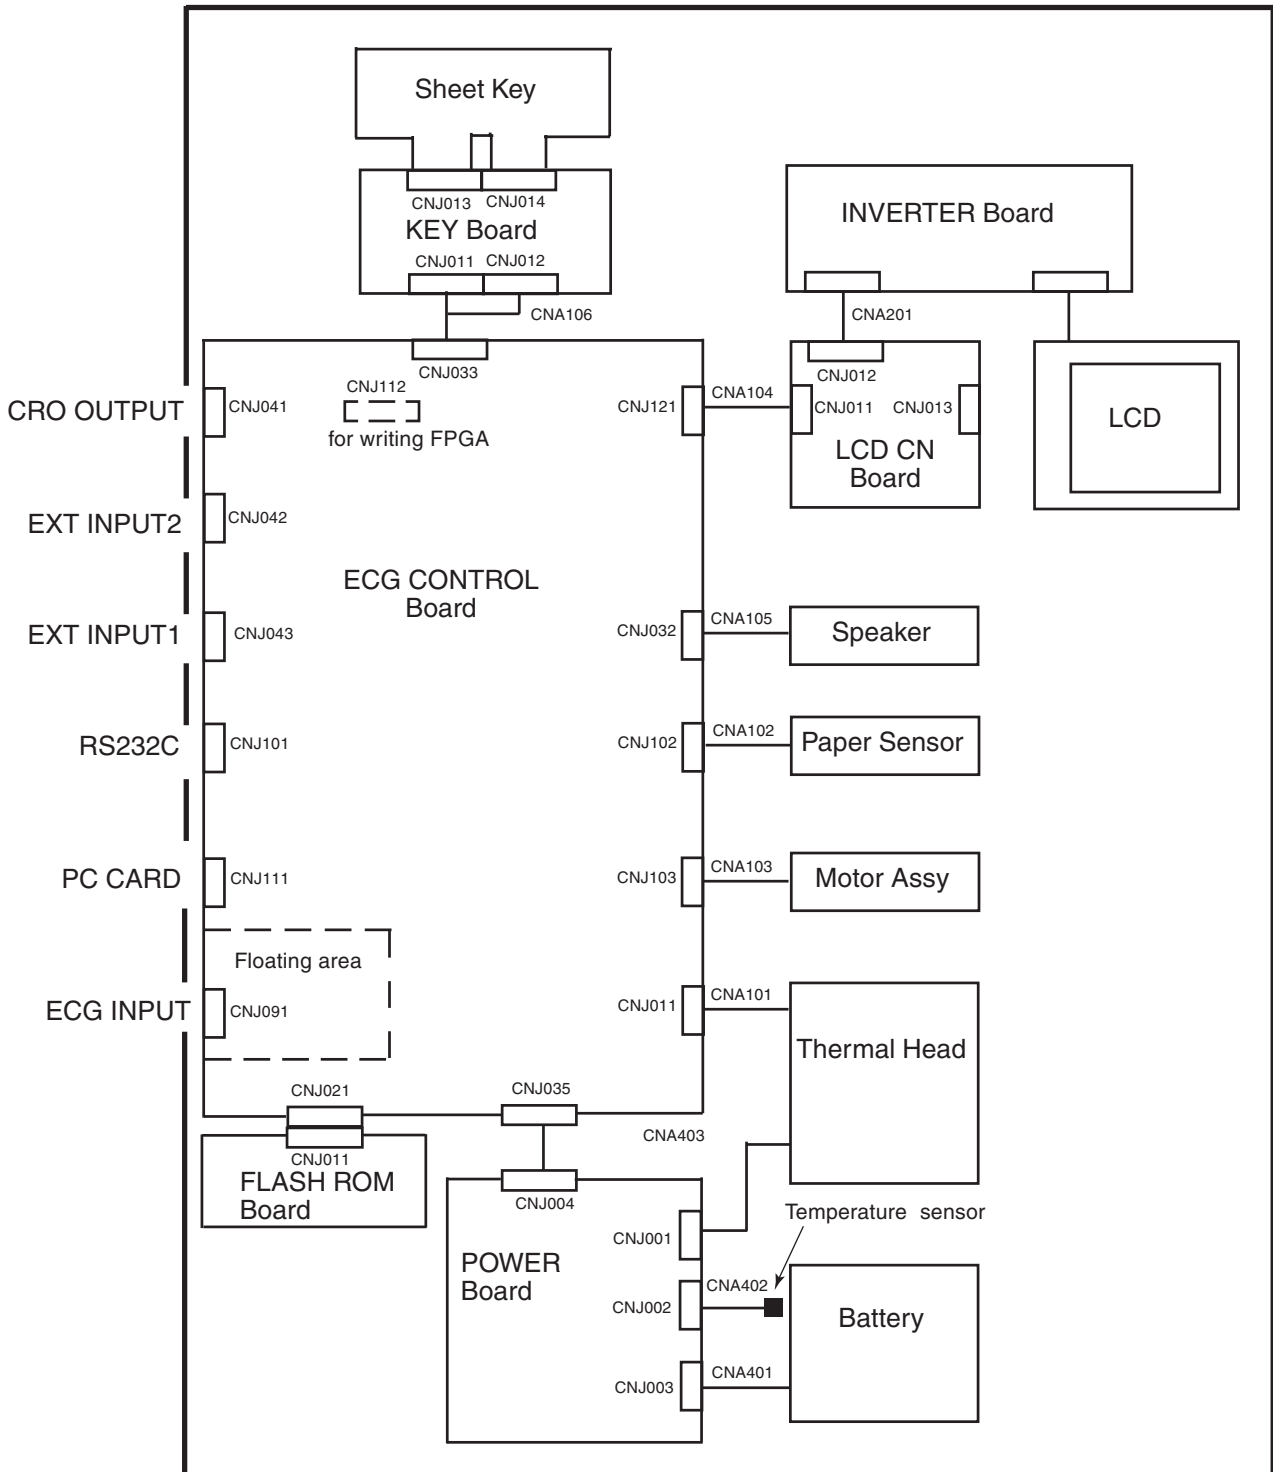 Sheet Key
CNJ013 CNJ014
KEY Board
CNJ011 CNJ012
CNA106
INVERTER Board
CNA201
CNJ033
CNJ012
CNJ112
for writing FPGA
CRO OUTPUT
CNJ041
CNJ121
CNA104
CNJ011 CNJ013
LCD CN
Board
LCD
EXT INPUT2
CNJ042
ECG CONTROL
Board
EXT INPUT1
CNJ043
CNJ032
CNA105
Speaker
RS232C
CNJ101
CNJ102
CNA102
Paper Sensor
PC CARD
CNJ111
CNJ103
CNA103
Motor Assy
Floating area
ECG INPUT
CNJ091
CNJ011
CNA101
Thermal Head
CNJ021
CNJ035
CNA403
CNJ011
FLASH ROM
Board
CNJ004
Temperature sensor
CNJ001
POWER
Board
CNA402
CNJ002
Battery
CNJ003
CNA401